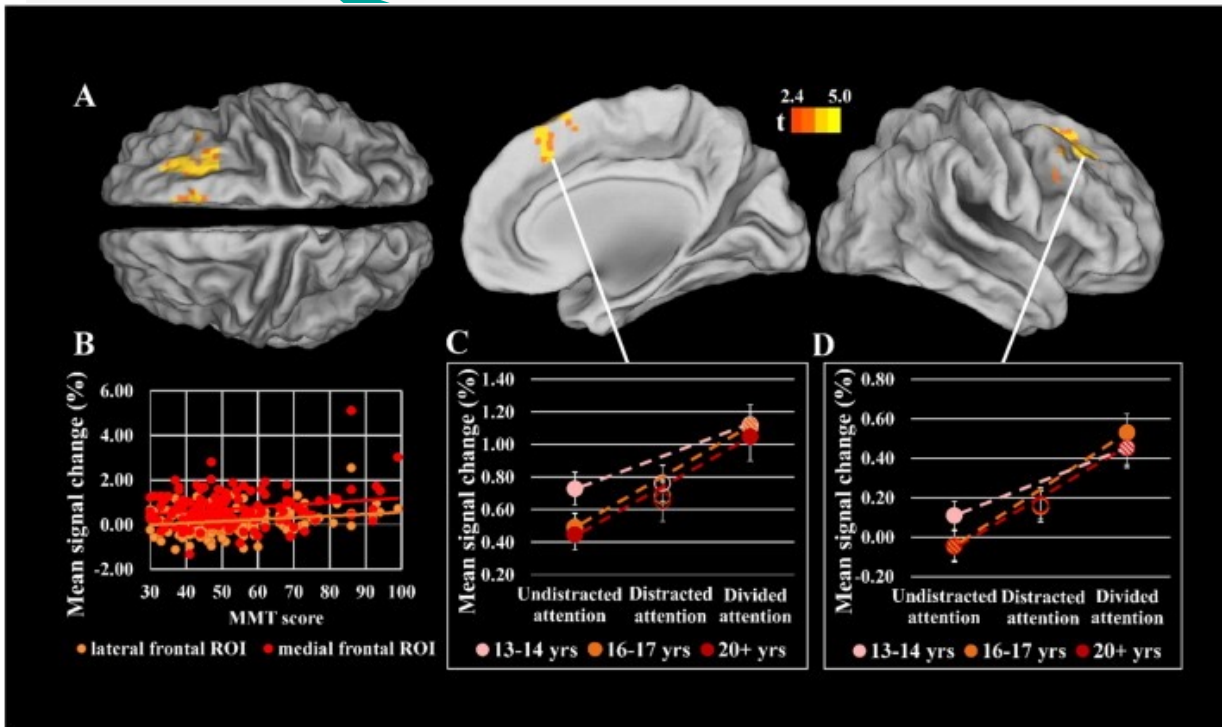 A
2.4 5.0
t
B
Mean signal change (%)
6.00
4.00
2.00
0.00
-2.00
30 40 50 60 70 80 90 100
MMT score
lateral frontal ROI medial frontal ROI
C
Mean signal change (%)
1.40
1.20
1.00
0.80
0.60
0.40
0.20
Undistracted Distracted Divided
attention attention attention
13-14 yrs 16-17 yrs 20+ yrs
D
Mean signal change (%)
0.80
0.60
0.40
0.20
0.00
-0.20
Undistracted Distracted Divided
attention attention attention
13-14 yrs 16-17 yrs 20+ yrs